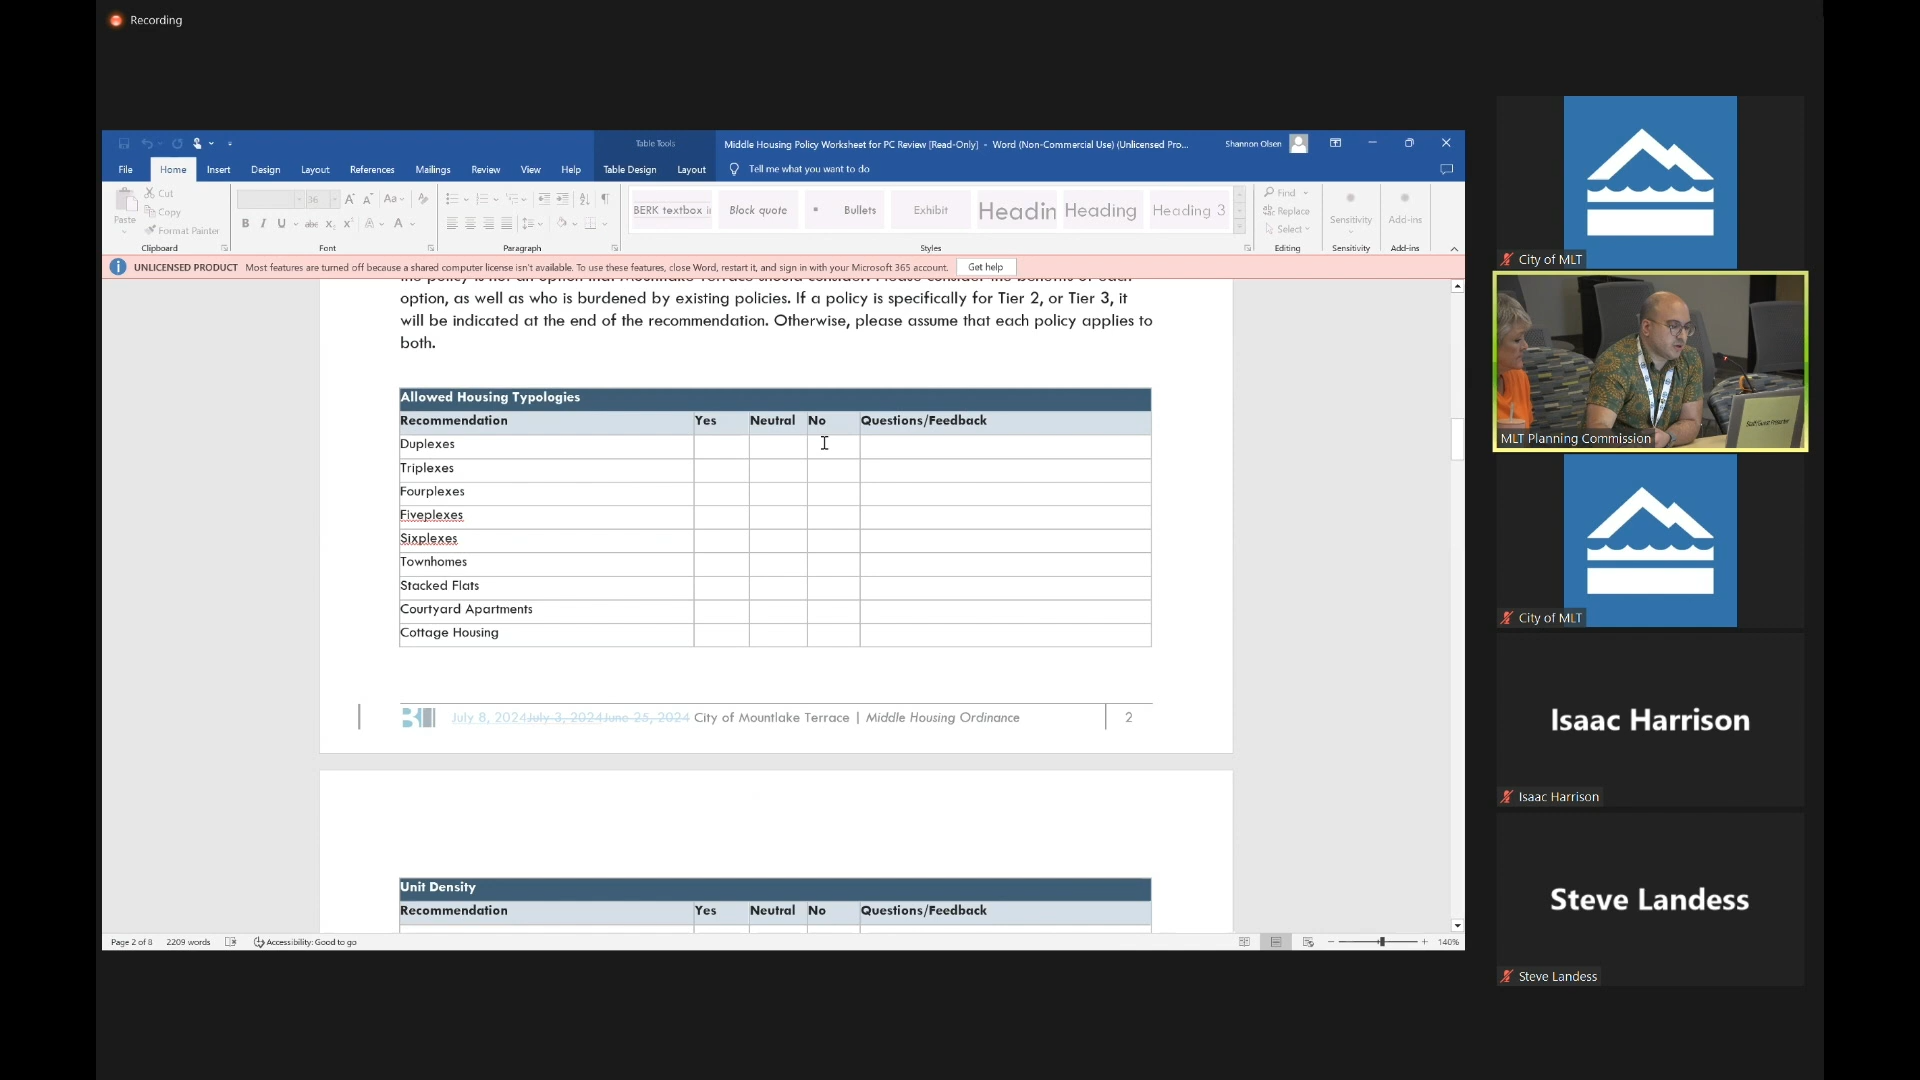 Recording
Table Tools
Middle Housing Policy Worksheet for PC Review [Read-Only] - Word (Non-Commercial Use) (Unlicensed Pro...
Shannon Olsen
File Home Insert Design Layout References Mailings Review View Help Table Design Layout Tell me what you want to do
Paste
Cut
Copy
Format Painter
36
BERK textbox
Block quote
• Bullets
Exhibit
Headin
Heading
Heading 3
Find
Replace
Select
Sensitivity
Add-ins
Clipboard Font Paragraph Styles Editing Sensitivity Add-ins
UNLICENSED PRODUCT Most features are turned off because a shared computer license isn't available. To use these features, close Word, restart it, and sign in with your Microsoft 365 account. Get help
option, as well as who is burdened by existing policies. If a policy is specifically for Tier 2, or Tier 3, it
will be indicated at the end of the recommendation. Otherwise, please assume that each policy applies to
both.
Allowed Housing Typologies
Recommendation Yes Neutral No Questions/Feedback
Duplexes
Triplexes
Fourplexes
Fiveplexes
Sixplexes
Townhomes
Stacked Flats
Courtyard Apartments
Cottage Housing
July 8, 2024July 3, 2024June 25, 2024 City of Mountlake Terrace | Middle Housing Ordinance 2
Unit Density
Recommendation Yes Neutral No Questions/Feedback
Page 2 of 8 2209 words Accessibility: Good to go 140%
City of MLT
MLT Planning Commission
City of MLT
Isaac Harrison
Isaac Harrison
Steve Landess
Steve Landess